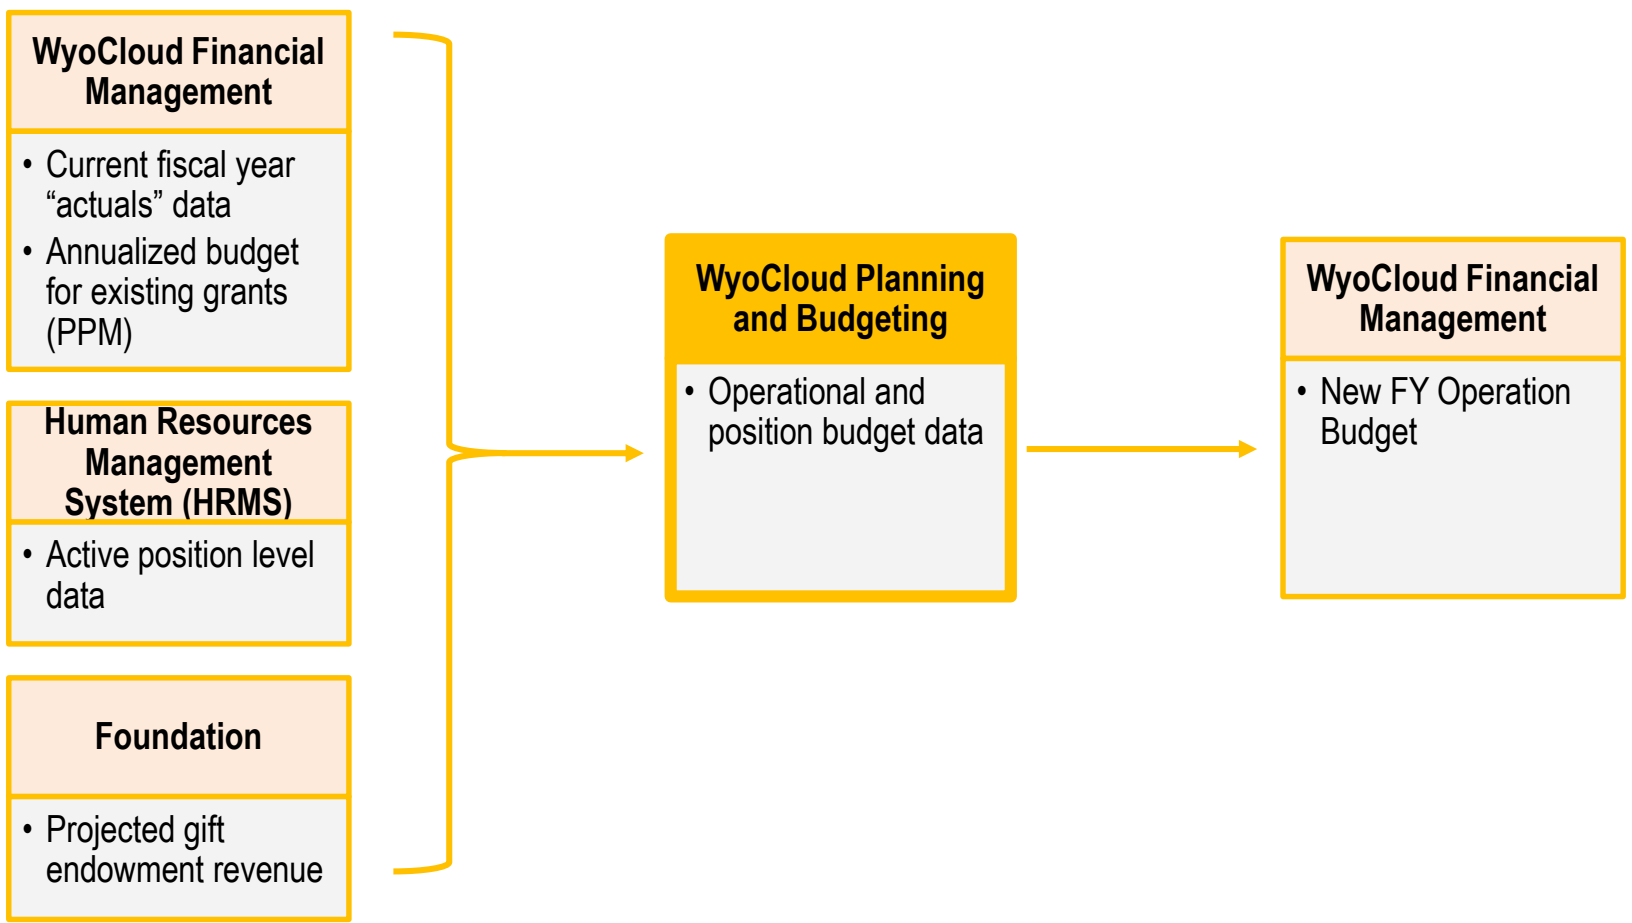 WyoCloud Financial
Management
• Current fiscal year
“actuals” data
• Annualized budget
for existing grants
(PPM)
Human Resources
Management
System (HRMS)
• Active position level
data
Foundation
• Projected gift
endowment revenue
WyoCloud Planning
and Budgeting
• Operational and
position budget data
WyoCloud Financial
Management
• New FY Operation
Budget